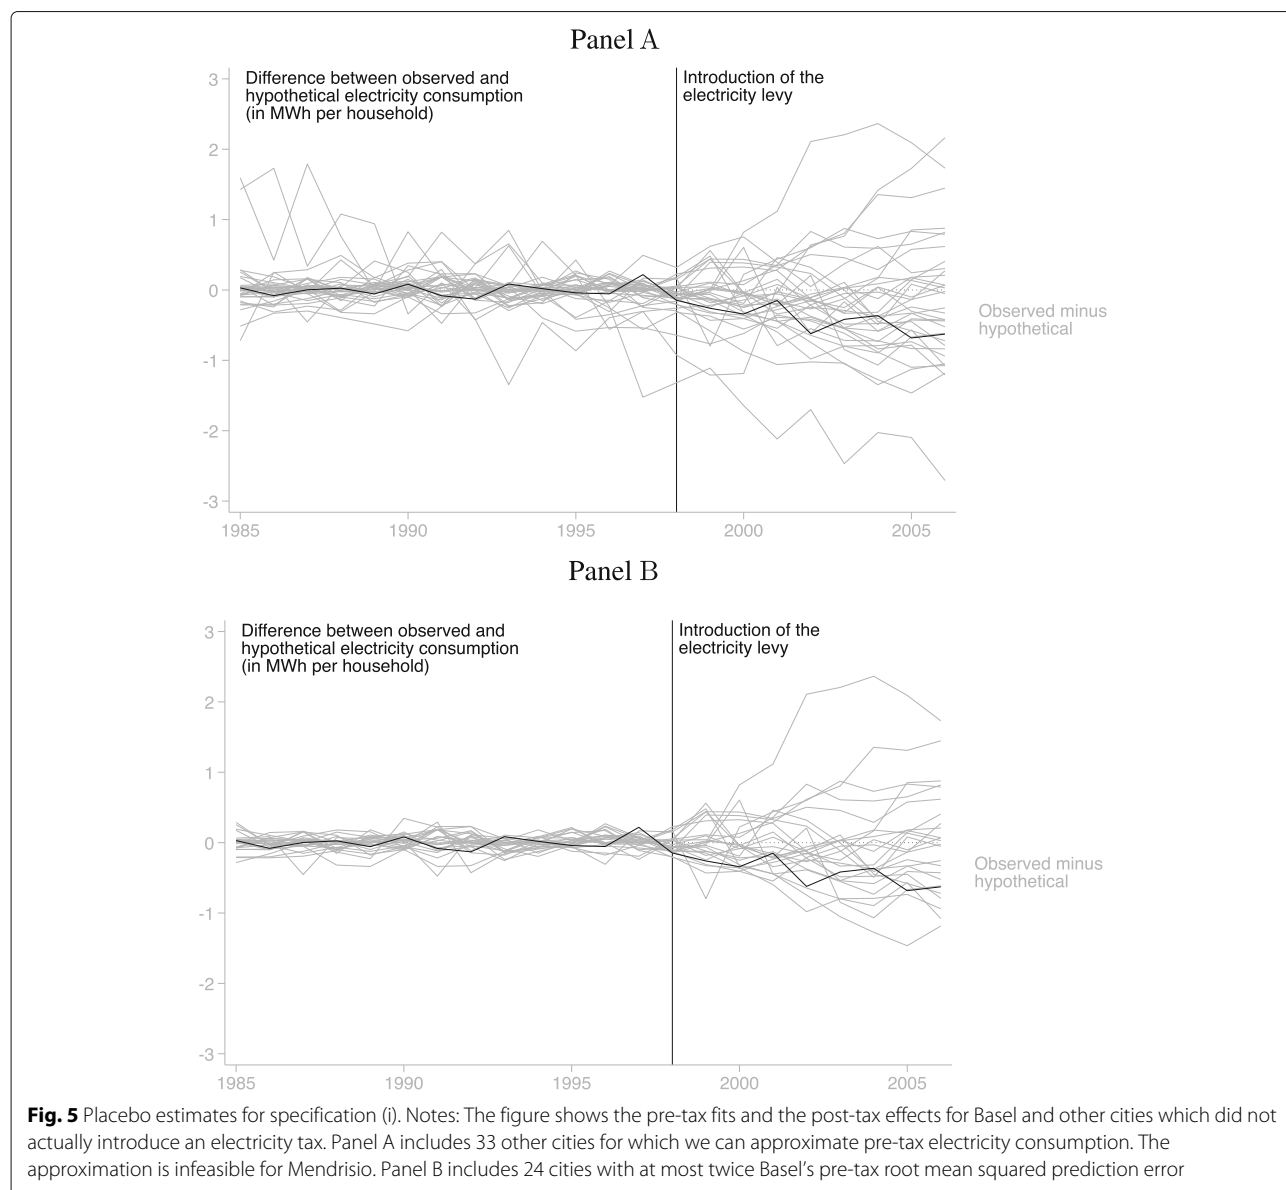 Panel A
Difference between observed and
hypothetical electricity consumption
(in MWh per household)
Introduction of the
electricity levy
3
2
1
0
-1
-2
-3
Observed minus
hypothetical
1985
1990
1995
2000
2005
Panel B
Difference between observed and
hypothetical electricity consumption
(in MWh per household)
Introduction of the
electricity levy
3
2
1
0
-1
-2
-3
Observed minus
hypothetical
1985
1990
1995
2000
2005
Fig. 5 Placebo estimates for specification (i). Notes: The figure shows the pre-tax fits and the post-tax effects for Basel and other cities which did not
actually introduce an electricity tax. Panel A includes 33 other cities for which we can approximate pre-tax electricity consumption. The
approximation is infeasible for Mendrisio. Panel B includes 24 cities with at most twice Basel's pre-tax root mean squared prediction error